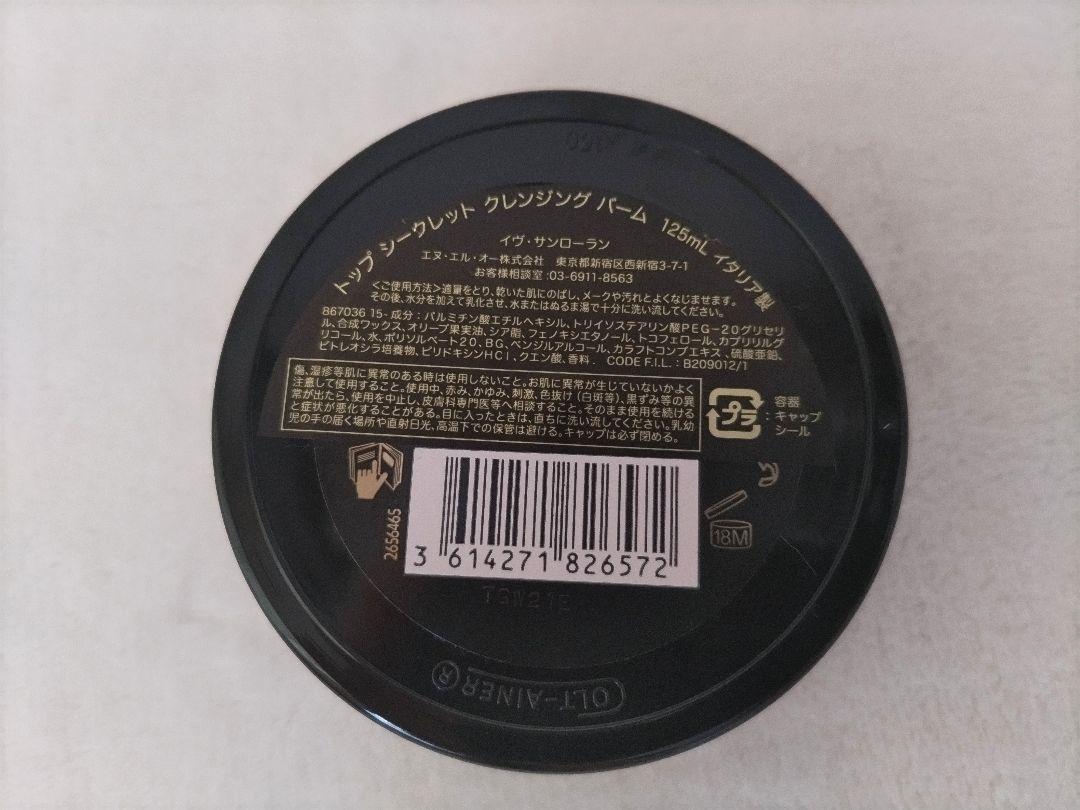 トップ シークレット クレンジング バーム 125mL イタリア製
イヴ・サンローラン
エヌ・エル・オー株式会社 東京都新宿区西新宿3-7-1
お客様相談室:03-6911-8563
<ご使用方法>適量をとり、乾いた肌にのばし、メークや汚れとよくなじませます。
その後、水分を加えて乳化させ、水またはぬるま湯で十分に洗い流してください。
867036 15- 成分:パルミチン酸エチルヘキシル、トリイソステアリン酸PEG-20グリセリ
ル、合成ワックス、オリーブ果実油、シア脂、フェノキシエタノール、トコフェロール、カプリリルグ
リコール、水、ポリソルベート20、BG、ベンジルアルコール、カラフトコンブエキス、硫酸亜鉛、
ビトレオシラ培養物、ピリドキシンHCl、クエン酸、香料. CODE F.I.L.:B209012/1
傷、湿疹等肌に異常のある時は使用しないこと。お肌に異常が生じていないかよく
注意して使用すること。使用中、赤み、かゆみ、刺激、色抜け(白斑等)、黒ずみ等の異
常が出たら、使用を中止し、皮膚科専門医等へ相談すること。そのまま使用を続ける
と症状が悪化することがある。目に入ったときは、直ちに洗い流してください。乳幼
児の手の届く場所や直射日光、高温下での保管は避ける。キャップは必ず閉める。
プラ
容器
:キャップ
シール
2656465
18M
3 614271 826572
TSW21E
OLT-AINER®